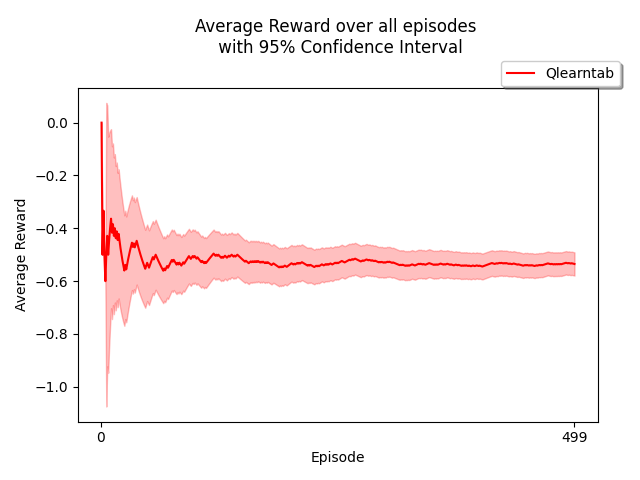 Average Reward over all episodes
with 95% Confidence Interval
Qlearntab
0.0
−0.2
−0.4
−0.6
−0.8
−1.0
Average Reward
0
499
Episode